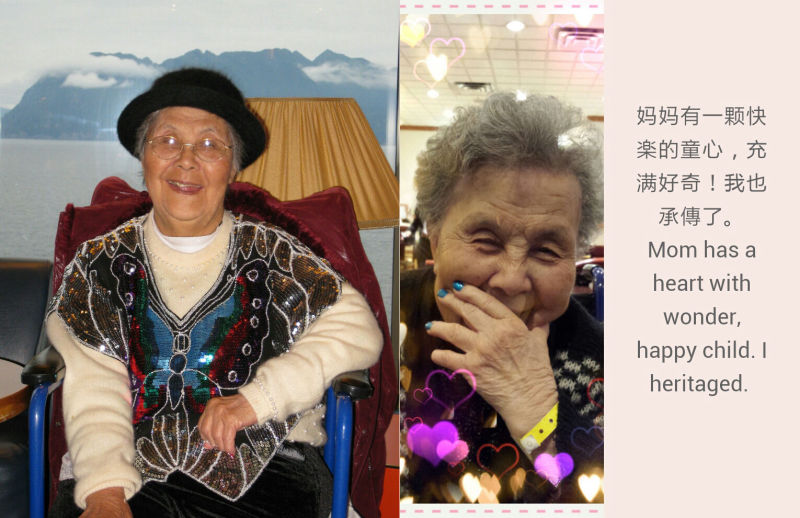 妈妈有一颗快
楽的童心，充
满好奇！我也
承傳了。
Mom has a
heart with
wonder,
happy child. I
heritaged.